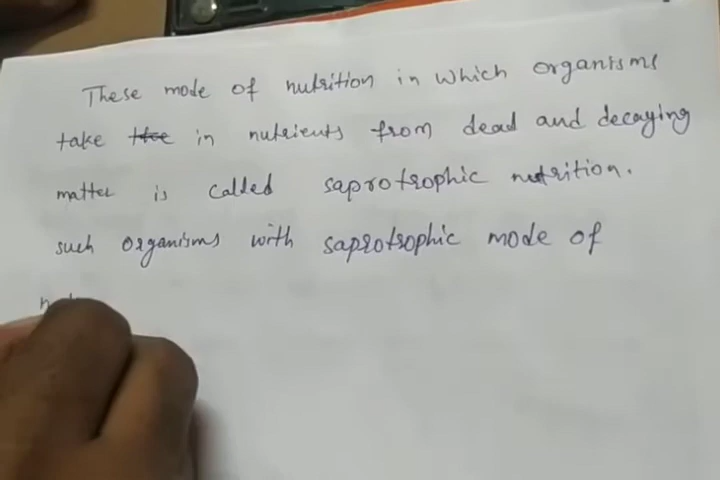 These mode of nutrition in which organisms
take in nutrients from dead and decaying
matter is called saprotrophic nutrition.
such organisms with saprotrophic mode of